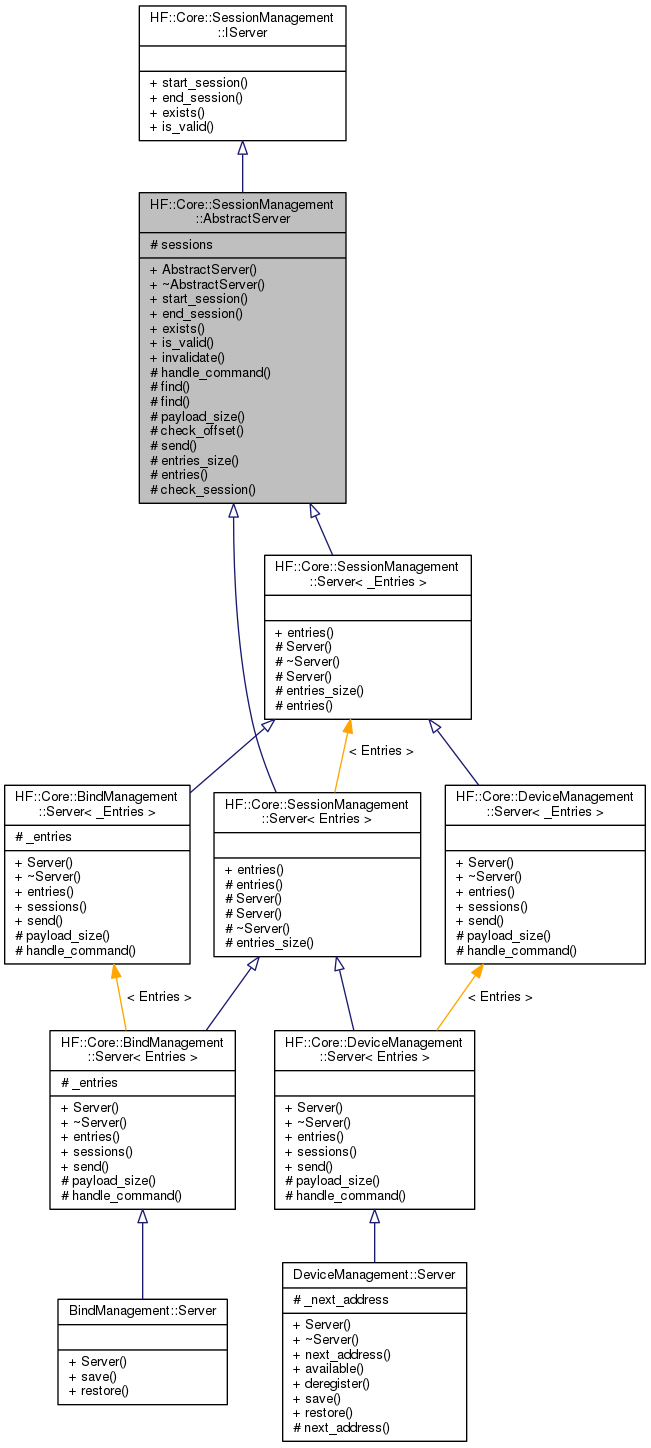 HF::Core::SessionManagement
::IServer
+ start_session()
+ end_session()
+ exists()
+ is_valid()
HF::Core::SessionManagement
::AbstractServer
# sessions
+ AbstractServer()
+ ~AbstractServer()
+ start_session()
+ end_session()
+ exists()
+ is_valid()
+ invalidate()
# handle_command()
# find()
# find()
# payload_size()
# check_offset()
# send()
# entries_size()
# entries()
# check_session()
HF::Core::SessionManagement
::Server< _Entries >
+ entries()
# Server()
# ~Server()
# Server()
# entries_size()
# entries()
< Entries >
HF::Core::BindManagement
::Server< _Entries >
# _entries
+ Server()
+ ~Server()
+ entries()
+ sessions()
+ send()
# payload_size()
# handle_command()
HF::Core::SessionManagement
::Server< Entries >
+ entries()
# entries()
# Server()
# Server()
# ~Server()
# entries_size()
HF::Core::DeviceManagement
::Server< _Entries >
+ Server()
+ ~Server()
+ entries()
+ sessions()
+ send()
# payload_size()
# handle_command()
< Entries >
< Entries >
HF::Core::BindManagement
::Server< Entries >
# _entries
+ Server()
+ ~Server()
+ entries()
+ sessions()
+ send()
# payload_size()
# handle_command()
HF::Core::DeviceManagement
::Server< Entries >
+ Server()
+ ~Server()
+ entries()
+ sessions()
+ send()
# payload_size()
# handle_command()
BindManagement::Server
+ Server()
+ save()
+ restore()
DeviceManagement::Server
# _next_address
+ Server()
+ ~Server()
+ next_address()
+ available()
+ deregister()
+ save()
+ restore()
# next_address()